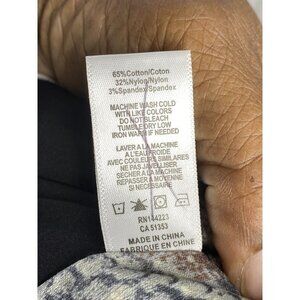 65%Cotton/Coton
32%Nylon/Nylon
3%Spandex/Spandex
MACHINE WASH COLD
WITH LIKE COLORS
DO NOT BLEACH
TUMBLE DRY LOW
IRON WARM IF NEEDED
LAVER A LA MACHINE
A L'EAU FROIDE
AVEC COULEURS SIMILAIRES
NE PAS JAVELLISER
SECHER A LA MACHINE
REPASSER A MOYENNE
SI NECESSAIRE
RN144223
CA 51353
MADE IN CHINA
FABRIQUE EN CHINE